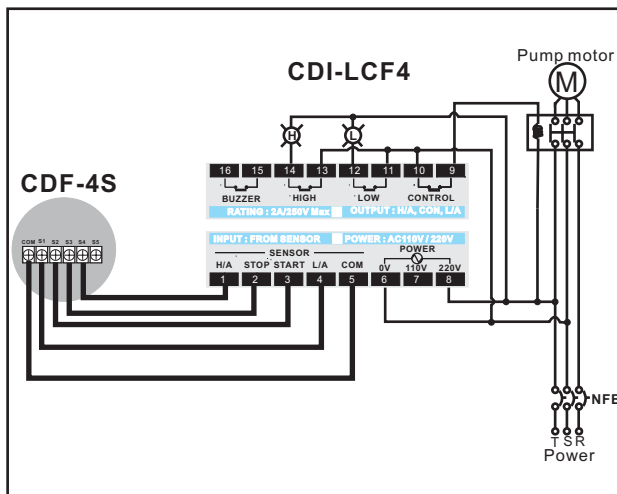 Pump motor
M
CDI-LCF4
H
L
16 15 14 13 12 11 10 9
BUZZER HIGH LOW CONTROL
RATING : 2A/250V Max OUTPUT : H/A, CON, L/A
CDF-4S
COM S1 S2 S3 S4 S5
INPUT : FROM SENSOR POWER : AC110V / 220V
SENSOR POWER
H/A STOP START L/A COM 0V 110V 220V
1 2 3 4 5 6 7 8
NFB
T S R
Power